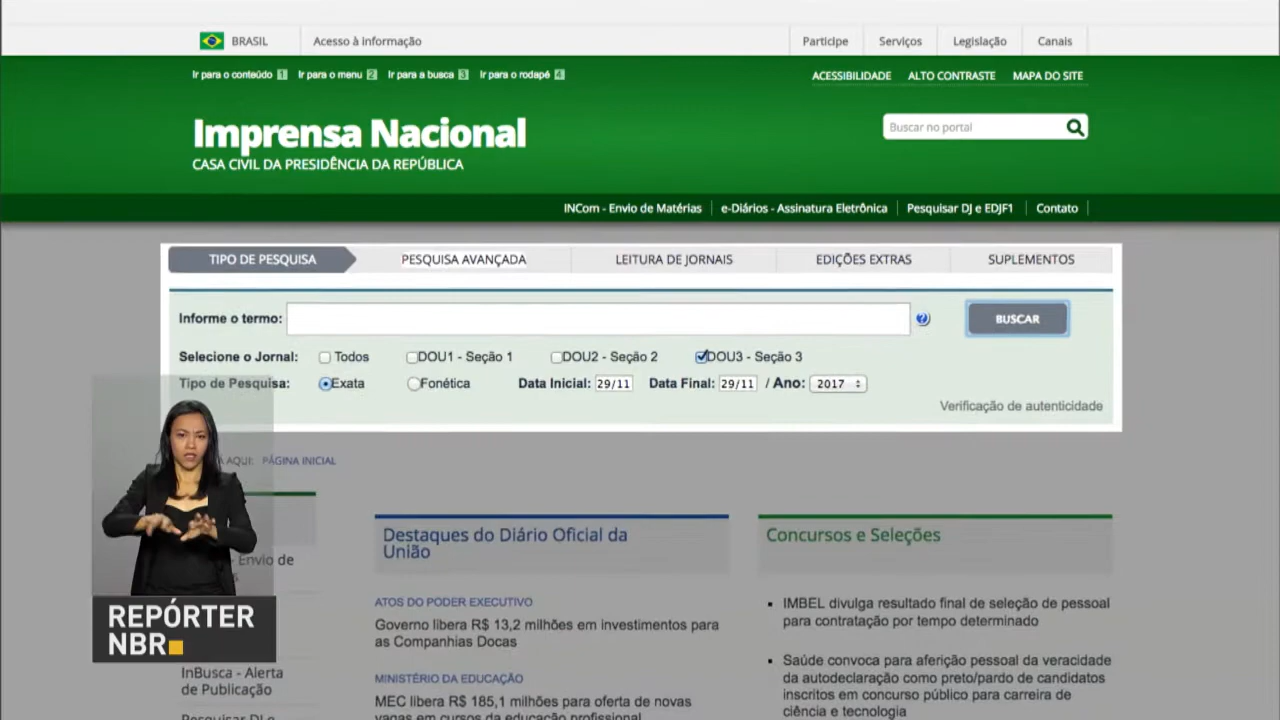 BRASIL
Acesso à informação
Participe
Serviços
Legislação
Canais
Ir para o conteúdo 1 Ir para o menu 2 Ir para a busca 3 Ir para o rodapé 4
ACESSIBILIDADE ALTO CONTRASTE MAPA DO SITE
Imprensa Nacional
CASA CIVIL DA PRESIDÊNCIA DA REPÚBLICA
Buscar no portal
INCom - Envio de Matérias
e-Diários - Assinatura Eletrônica
Pesquisar DJ e EDJF1
Contato
TIPO DE PESQUISA
PESQUISA AVANÇADA
LEITURA DE JORNAIS
EDIÇÕES EXTRAS
SUPLEMENTOS
Informe o termo:
?
BUSCAR
Selecione o Jornal: Todos DOU1 - Seção 1 DOU2 - Seção 2 DOU3 - Seção 3
Tipo de Pesquisa: Exata Fonética Data Inicial: 29/11 Data Final: 29/11 / Ano: 2017
Verificação de autenticidade
AQUI: PÁGINA INICIAL
- Envio de
InBusca - Alerta
de Publicação
Pesquisar DJ e
Destaques do Diário Oficial da
União
ATOS DO PODER EXECUTIVO
Governo libera R$ 13,2 milhões em investimentos para
as Companhias Docas
MINISTÉRIO DA EDUCAÇÃO
MEC libera R$ 185,1 milhões para oferta de novas
vagas em cursos da educação profissional
Concursos e Seleções
IMBEL divulga resultado final de seleção de pessoal
para contratação por tempo determinado
Saúde convoca para aferição pessoal da veracidade
da autodeclaração como preto/pardo de candidatos
inscritos em concurso público para carreira de
ciência e tecnologia
REPÓRTER
NBR